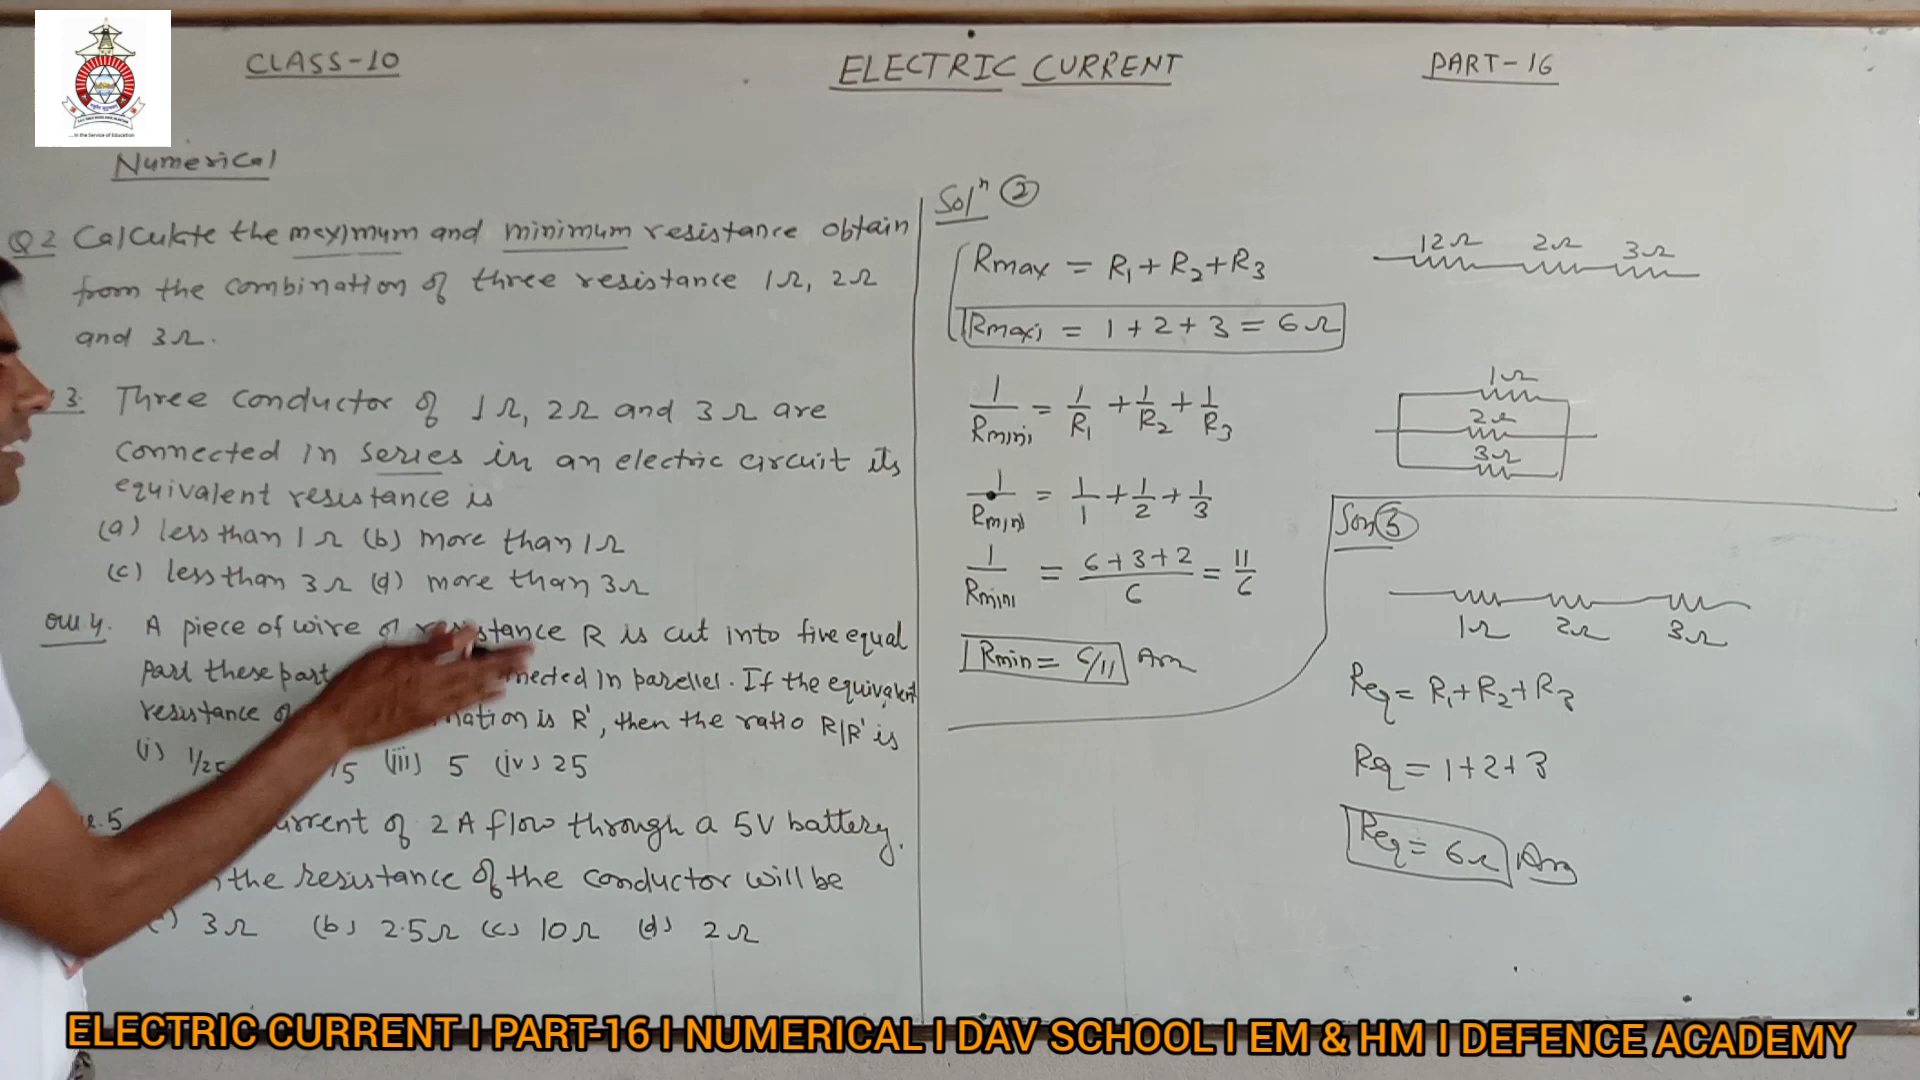 CLASS-10
ELECTRIC CURRENT
PART-16
...in the Service of Education
Numerical
Q2 Calculate the maximum and minimum resistance obtain
from the combination of three resistance 1Ω, 2Ω
and 3Ω.
3. Three conductor of 1Ω, 2Ω and 3Ω are
connected in series in an electric circuit its
equivalent resistance is
(a) less than 1Ω (b) more than 1Ω
(c) less than 3Ω (d) more than 3Ω
4. A piece of wire of resistance R is cut into five equal
part these part in parellel. If the equivalent
resistance of is R', then the ratio R/R' is
(i) 1/25 /5 (iii) 5 (iv) 25
.5 of 2A flow through a 5V battery.
the resistance of the conductor will be
3Ω (b) 2.5Ω (c) 10Ω (d) 2Ω
Solⁿ ②
Rmax = R₁ + R₂ + R₃
Rmaxi = 1 + 2 + 3 = 6Ω
1/Rmini = 1/R₁ + 1/R₂ + 1/R₃
1/Rmini = 1/1 + 1/2 + 1/3
1/Rmini = 6+3+2/6 = 11/6
Rmin = 6/11 Ans
12Ω 2Ω 3Ω
1Ω
2Ω
3Ω
Soln ③
1Ω 2Ω 3Ω
Req = R₁+R₂+R₃
Req = 1+2+3
Req = 6Ω Ans
ELECTRIC CURRENT I PART-16 I NUMERICAL I DAV SCHOOL I EM & HM I DEFENCE ACADEMY